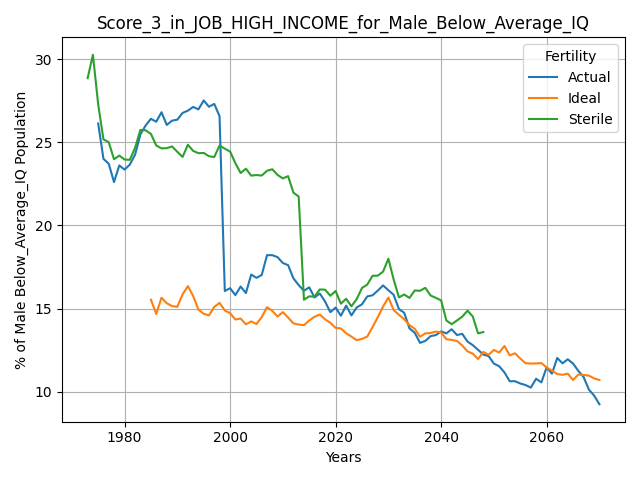 Score_3_in_JOB_HIGH_INCOME_for_Male_Below_Average_IQ
% of Male Below_Average_IQ Population
30
25
20
15
10
Fertility
Actual
Ideal
Sterile
1980
2000
2020
2040
2060
Years